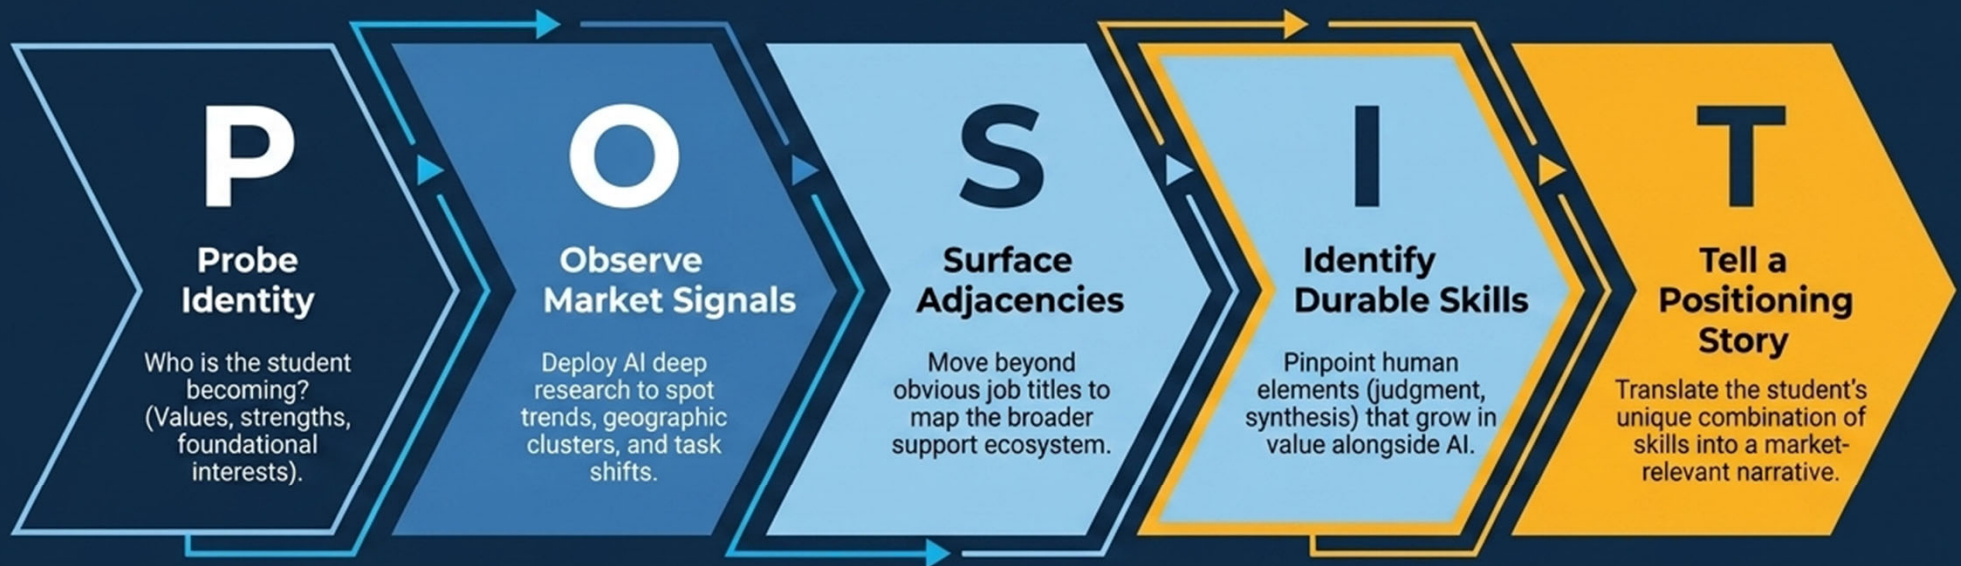 P
Probe
Identity
Who is the student
becoming?
(Values, strengths,
foundational
interests).
O
Observe
Market Signals
Deploy AI deep
research to spot
trends, geographic
clusters, and task
shifts.
S
Surface
Adjacencies
Move beyond
obvious job titles to
map the broader
support ecosystem.
I
Identify
Durable Skills
Pinpoint human
elements (judgment,
synthesis) that grow in
value alongside AI.
T
Tell a
Positioning
Story
Translate the student's
unique combination of
skills into a market-
relevant narrative.